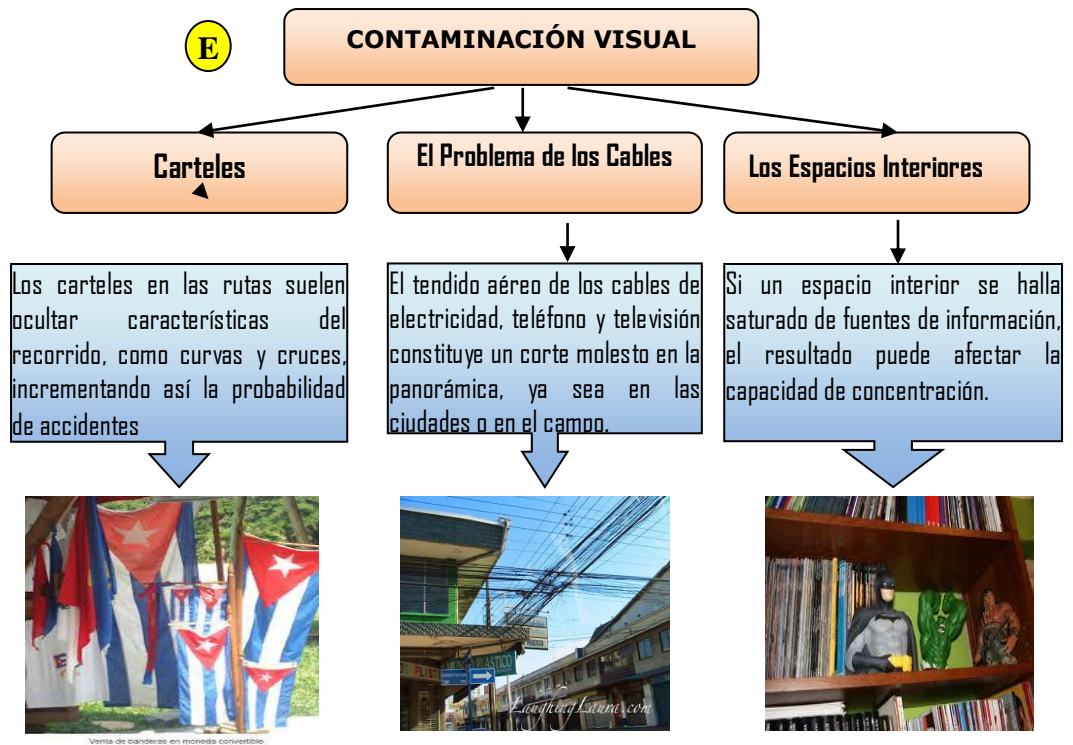 E
CONTAMINACIÓN VISUAL
Carteles
El Problema de los Cables
Los Espacios Interiores
Los carteles en las rutas suelen
ocultar características del
recorrido, como curvas y cruces,
incrementando así la probabilidad
de accidentes
El tendido aéreo de los cables de
electricidad, teléfono y televisión
constituye un corte molesto en la
panorámica, ya sea en las
ciudades o en el campo.
Si un espacio interior se halla
saturado de fuentes de información,
el resultado puede afectar la
capacidad de concentración.
Venta de banderas en moneda convertible
PLASTICO
LaughingLaura.com